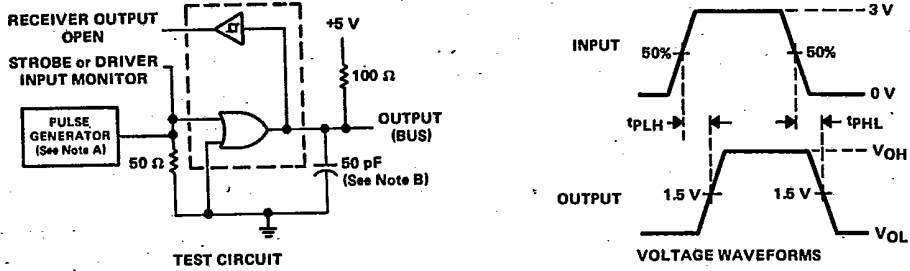 RECEIVER OUTPUT
OPEN
STROBE or DRIVER
INPUT MONITOR
PULSE
GENERATOR
(See Note A)
50 Ω
+5 V
100 Ω
OUTPUT
(BUS)
50 pF
(See Note B)
TEST CIRCUIT
INPUT
50%
50%
3 V
0 V
tPLH
tPHL
OUTPUT
1.5 V
1.5 V
VOH
VOL
VOLTAGE WAVEFORMS